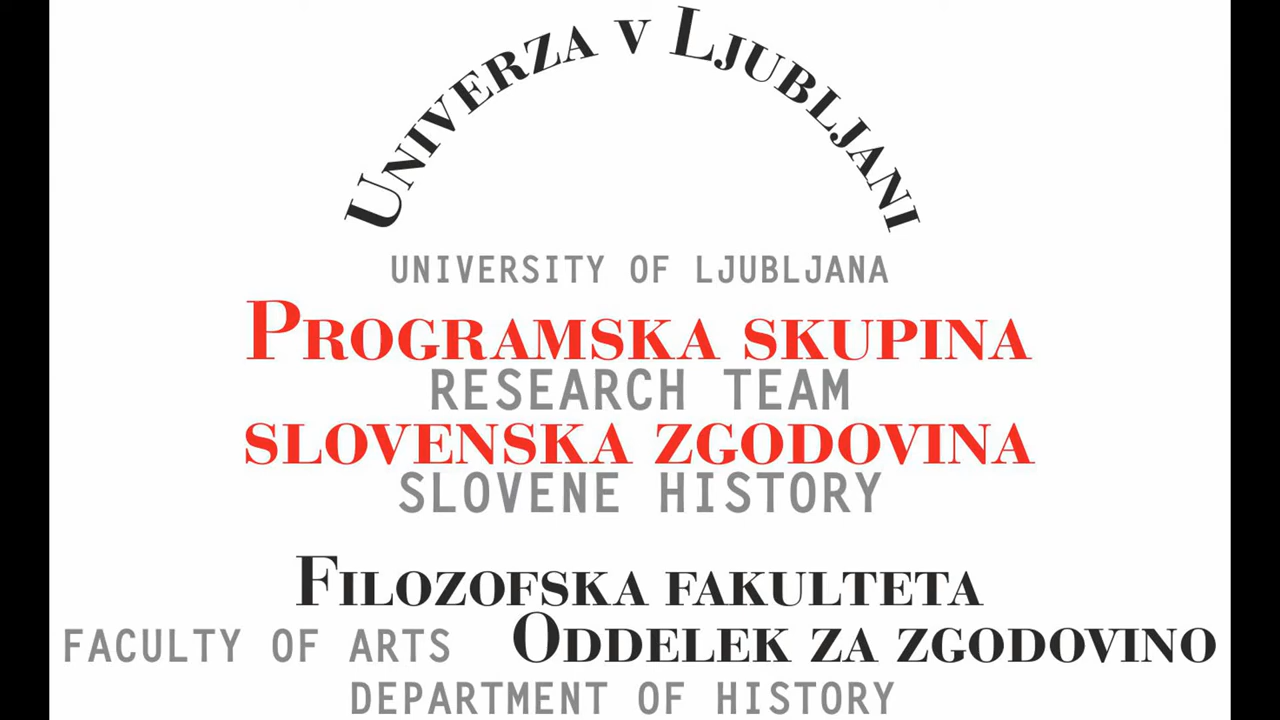 Univerza v Ljubljani
UNIVERSITY OF LJUBLJANA
Programska skupina
RESEARCH TEAM
slovenska zgodovina
SLOVENE HISTORY
Filozofska fakulteta
FACULTY OF ARTS Oddelek za zgodovino
DEPARTMENT OF HISTORY